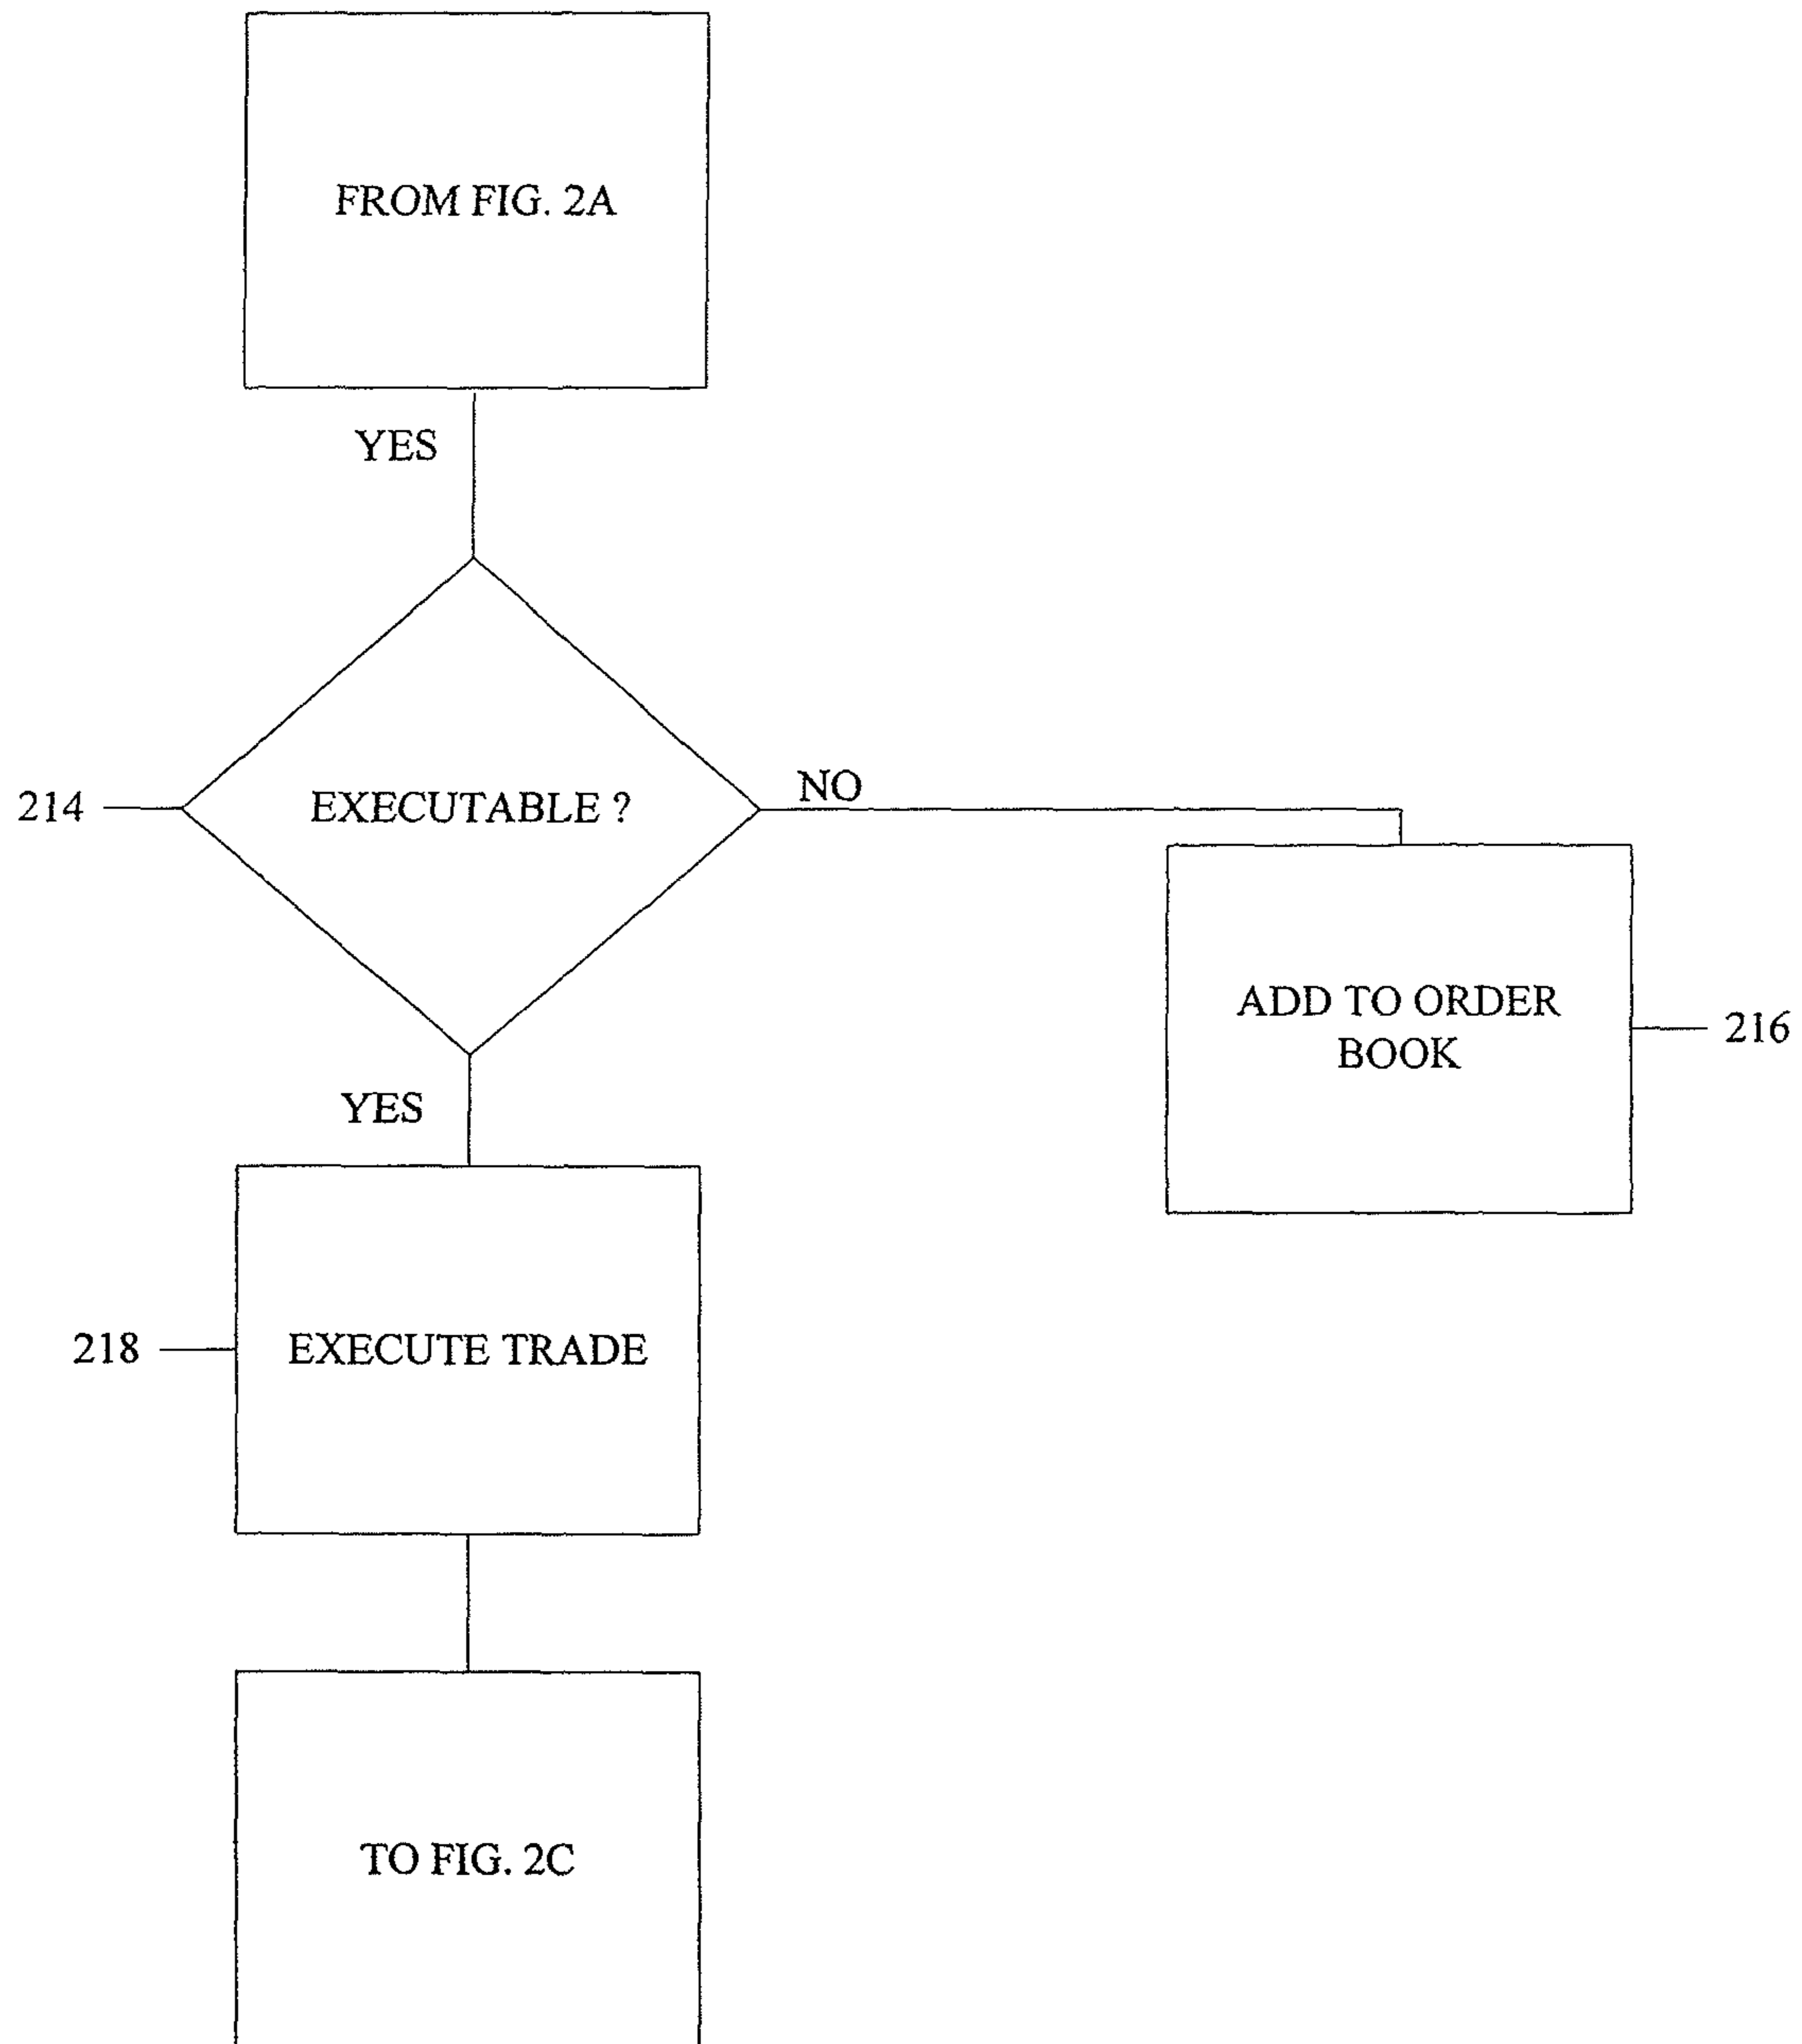 FROM FIG. 2A
YES
214
EXECUTABLE ?
NO
ADD TO ORDER
BOOK
216
YES
218
EXECUTE TRADE
TO FIG. 2C